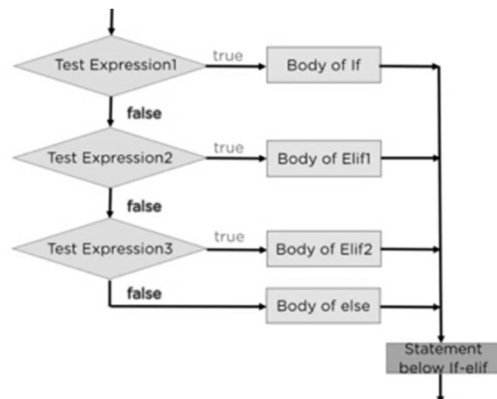 Test Expression1
true
Body of If
false
Test Expression2
true
Body of Elif1
false
Test Expression3
true
Body of Elif2
false
Body of else
Statement
below If-elif